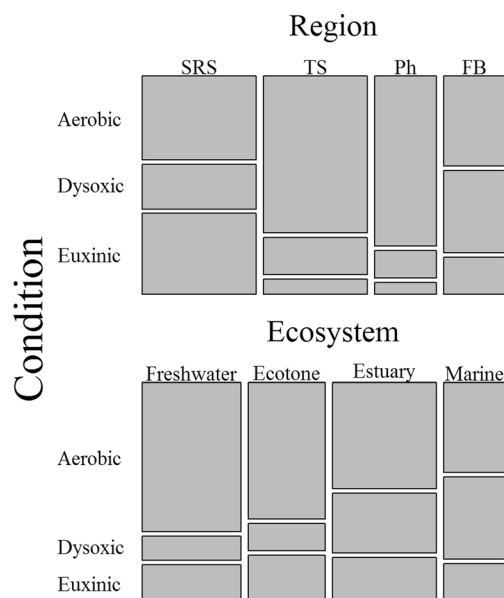 Region
SRS TS Ph FB
Aerobic
Dysoxic
Euxinic
Condition
Ecosystem
Freshwater Ecotone Estuary Marine
Aerobic
Dysoxic
Euxinic